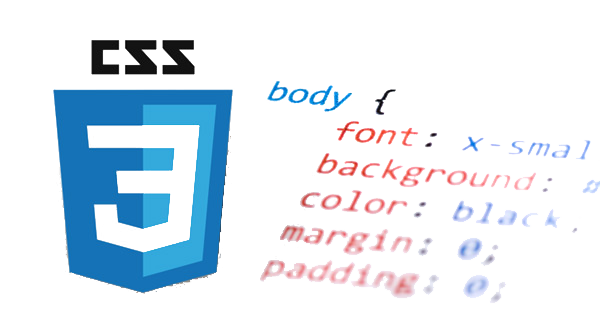 CSS
3
body {
font: x-smal
background: #
color: black
margin: 0;
padding: 0;